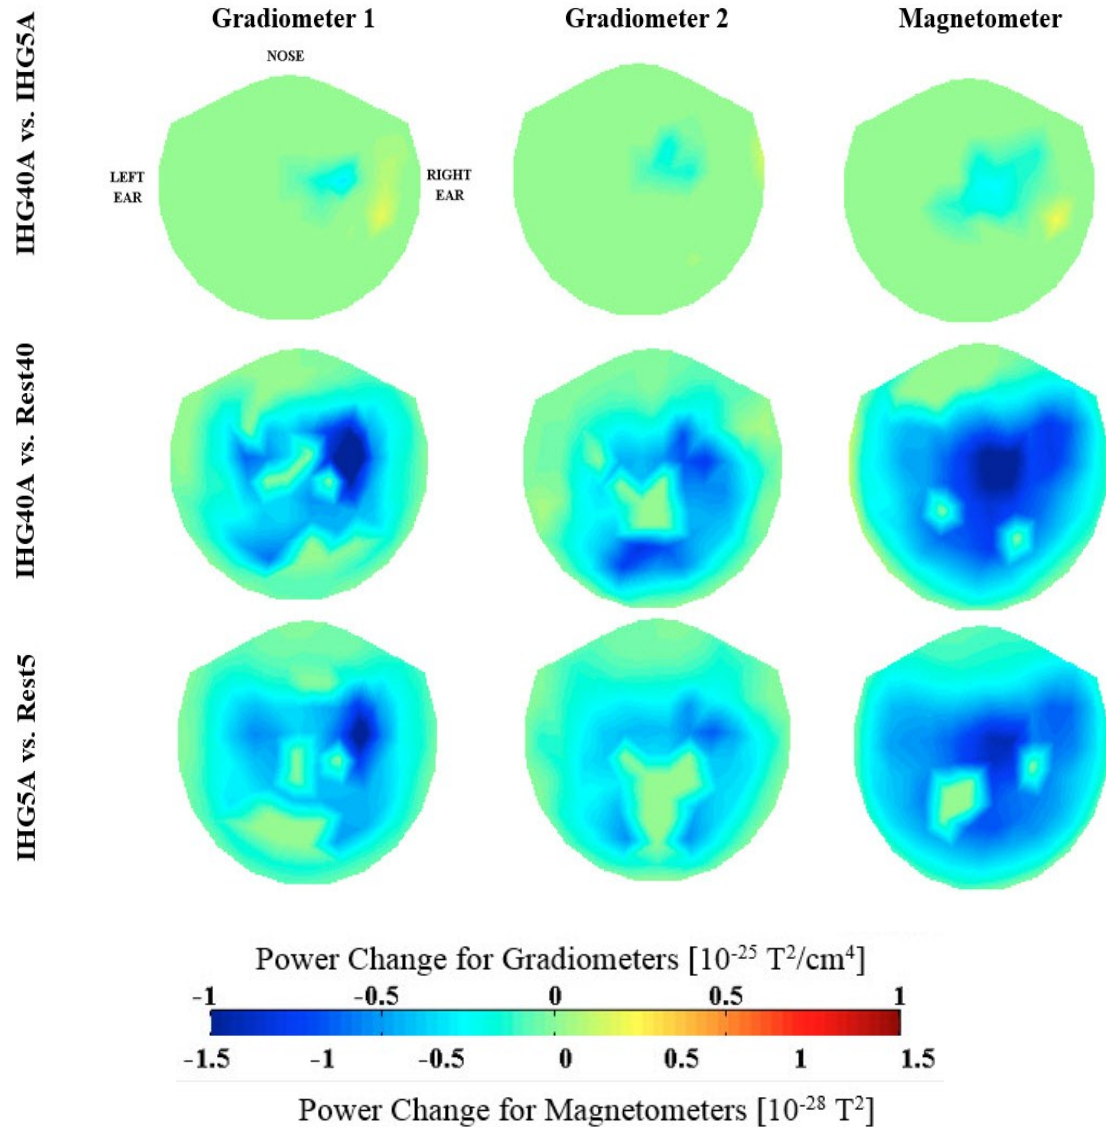 Gradiometer 1 Gradiometer 2 Magnetometer
IHG40A vs. IHG5A
NOSE
LEFT
EAR
RIGHT
EAR
IHG40A vs. Rest40
IHG5A vs. Rest5
Power Change for Gradiometers [10⁻²⁵ T²/cm⁴]
-1 -0.5 0 0.5 1
-1.5 -1 -0.5 0 0.5 1 1.5
Power Change for Magnetometers [10⁻²⁸ T²]